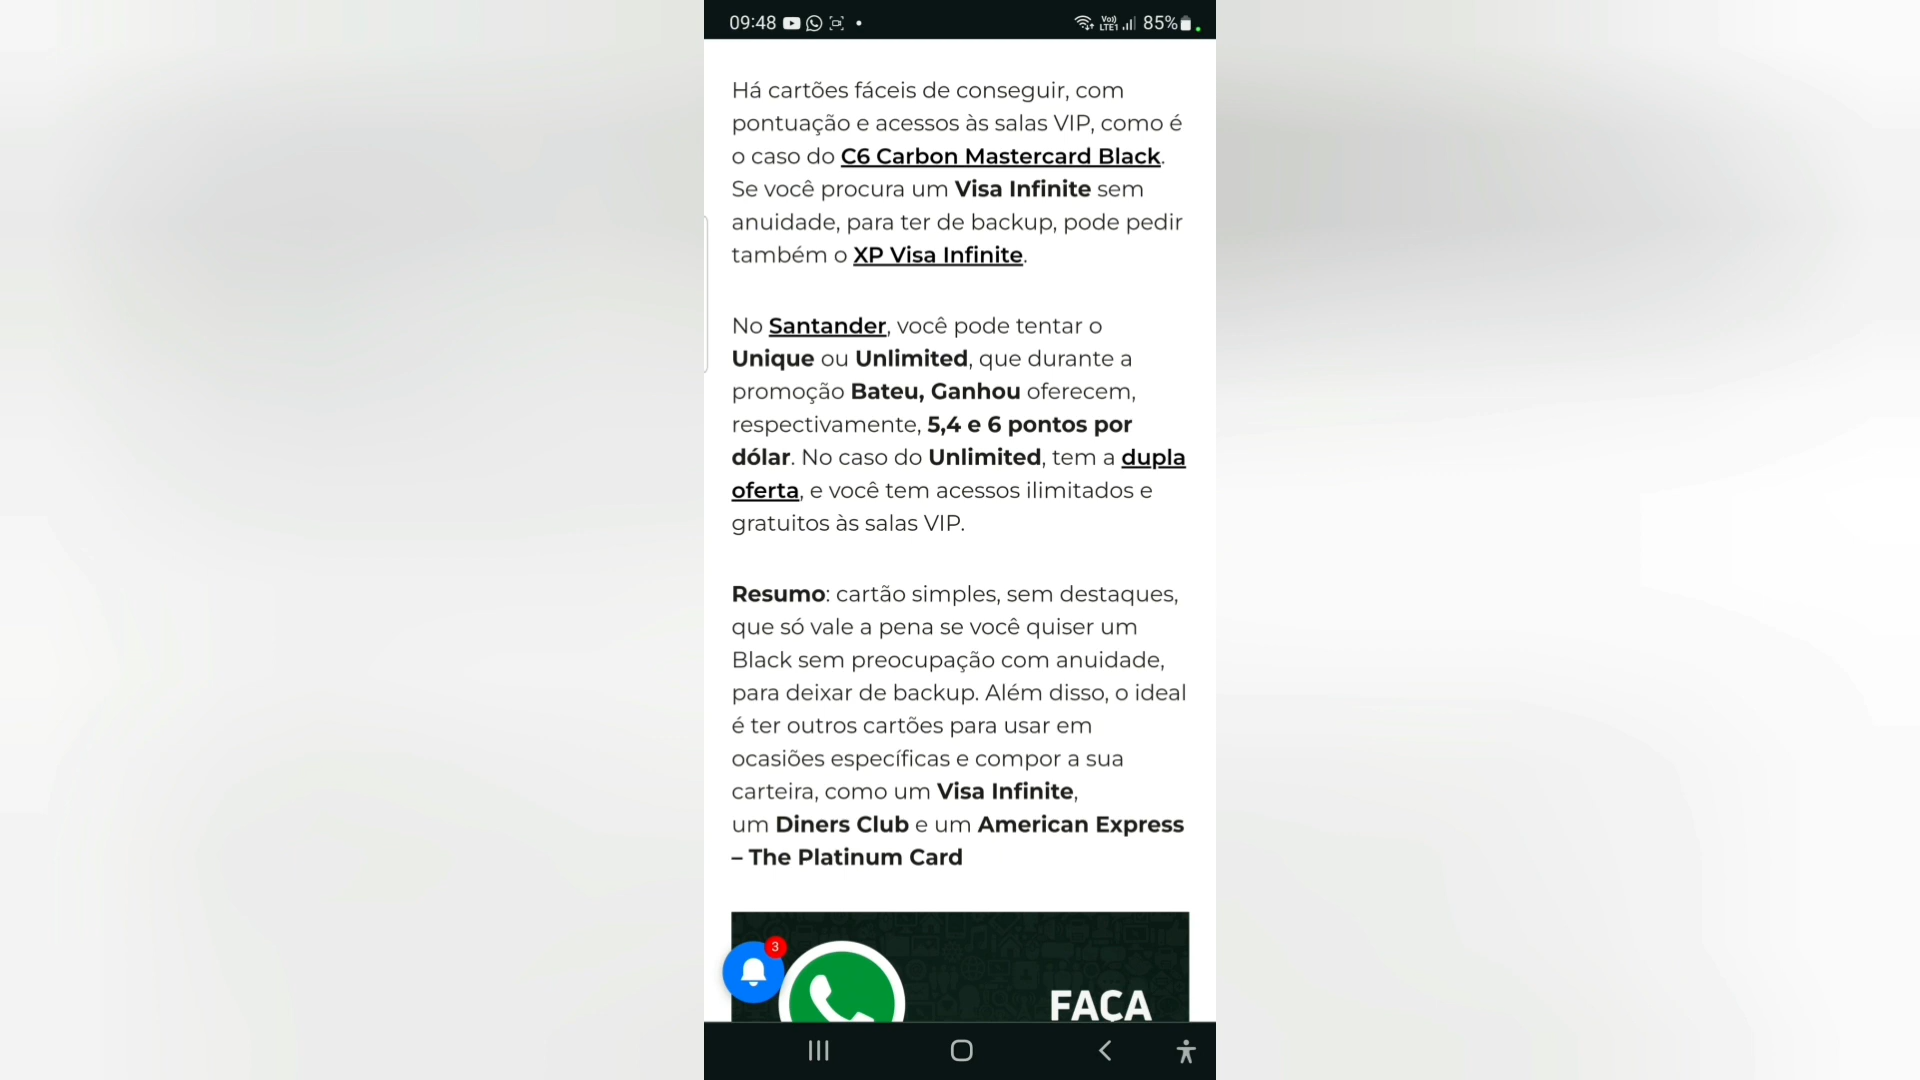 09:48
Vo))
LTE1
85%
Há cartões fáceis de conseguir, com
pontuação e acessos às salas VIP, como é
o caso do C6 Carbon Mastercard Black.
Se você procura um Visa Infinite sem
anuidade, para ter de backup, pode pedir
também o XP Visa Infinite.
No Santander, você pode tentar o
Unique ou Unlimited, que durante a
promoção Bateu, Ganhou oferecem,
respectivamente, 5,4 e 6 pontos por
dólar. No caso do Unlimited, tem a dupla
oferta, e você tem acessos ilimitados e
gratuitos às salas VIP.
Resumo: cartão simples, sem destaques,
que só vale a pena se você quiser um
Black sem preocupação com anuidade,
para deixar de backup. Além disso, o ideal
é ter outros cartões para usar em
ocasiões específicas e compor a sua
carteira, como um Visa Infinite,
um Diners Club e um American Express
– The Platinum Card
3
FAÇA